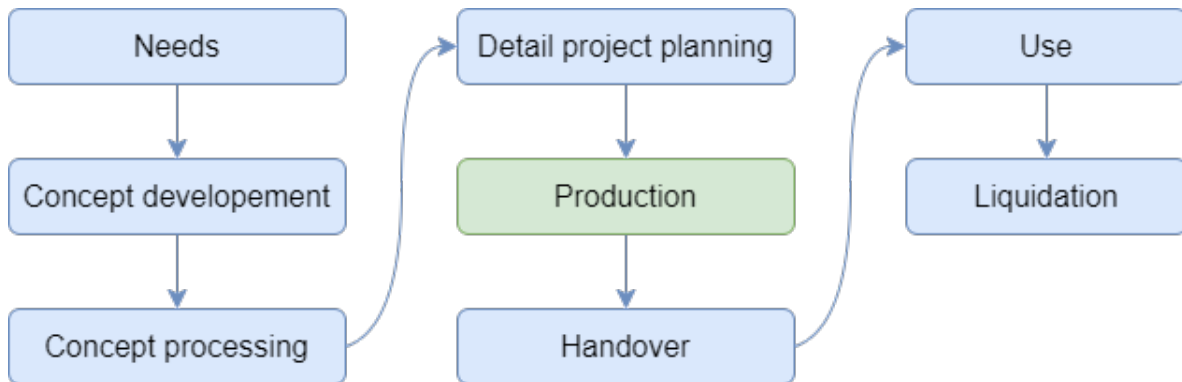 Needs
Concept developement
Concept processing
Detail project planning
Production
Handover
Use
Liquidation